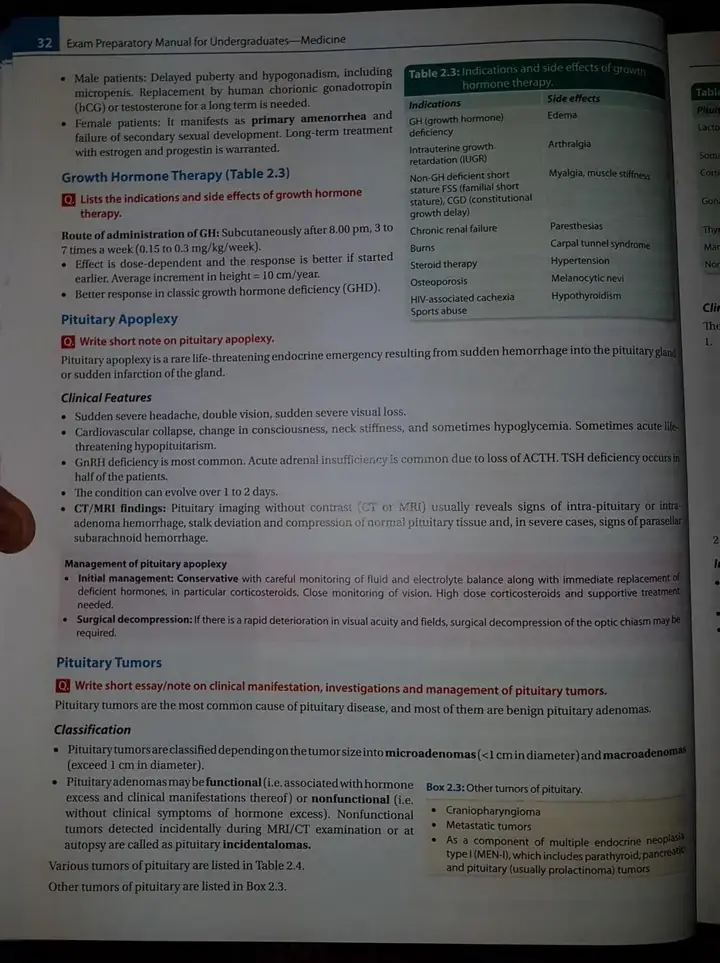 32 Exam Preparatory Manual for Undergraduates—Medicine
• Male patients: Delayed puberty and hypogonadism, including
micropenis. Replacement by human chorionic gonadotropin
(hCG) or testosterone for a long term is needed.
• Female patients: It manifests as primary amenorrhea and
failure of secondary sexual development. Long-term treatment
with estrogen and progestin is warranted.
Growth Hormone Therapy (Table 2.3)
Q. Lists the indications and side effects of growth hormone
therapy.
Route of administration of GH: Subcutaneously after 8.00 pm, 3 to
7 times a week (0.15 to 0.3 mg/kg/week).
• Effect is dose-dependent and the response is better if started
earlier. Average increment in height = 10 cm/year.
• Better response in classic growth hormone deficiency (GHD).
Table 2.3: Indications and side effects of growth
hormone therapy.
Indications Side effects
GH (growth hormone) Edema
deficiency
Intrauterine growth Arthralgia
retardation (IUGR)
Non-GH deficient short Myalgia, muscle stiffness
stature FSS (familial short
stature), CGD (constitutional
growth delay)
Chronic renal failure Paresthesias
Burns Carpal tunnel syndrome
Steroid therapy Hypertension
Osteoporosis Melanocytic nevi
HIV-associated cachexia Hypothyroidism
Sports abuse
Pituitary Apoplexy
Q. Write short note on pituitary apoplexy.
Pituitary apoplexy is a rare life-threatening endocrine emergency resulting from sudden hemorrhage into the pituitary gland
or sudden infarction of the gland.
Clinical Features
• Sudden severe headache, double vision, sudden severe visual loss.
• Cardiovascular collapse, change in consciousness, neck stiffness, and sometimes hypoglycemia. Sometimes acute life-
threatening hypopituitarism.
• GnRH deficiency is most common. Acute adrenal insufficiency is common due to loss of ACTH. TSH deficiency occurs in
half of the patients.
• The condition can evolve over 1 to 2 days.
• CT/MRI findings: Pituitary imaging without contrast (CT or MRI) usually reveals signs of intra-pituitary or intra-
adenoma hemorrhage, stalk deviation and compression of normal pituitary tissue and, in severe cases, signs of parasellar
subarachnoid hemorrhage.
Management of pituitary apoplexy
• Initial management: Conservative with careful monitoring of fluid and electrolyte balance along with immediate replacement of
deficient hormones, in particular corticosteroids. Close monitoring of vision. High dose corticosteroids and supportive treatment
needed.
• Surgical decompression: If there is a rapid deterioration in visual acuity and fields, surgical decompression of the optic chiasm may be
required.
Pituitary Tumors
Q. Write short essay/note on clinical manifestation, investigations and management of pituitary tumors.
Pituitary tumors are the most common cause of pituitary disease, and most of them are benign pituitary adenomas.
Classification
• Pituitary tumors are classified depending on the tumor size into microadenomas (<1 cm in diameter) and macroadenomas
(exceed 1 cm in diameter).
• Pituitary adenomas may be functional (i.e. associated with hormone
excess and clinical manifestations thereof) or nonfunctional (i.e.
without clinical symptoms of hormone excess). Nonfunctional
tumors detected incidentally during MRI/CT examination or at
autopsy are called as pituitary incidentalomas.
Various tumors of pituitary are listed in Table 2.4.
Other tumors of pituitary are listed in Box 2.3.
Box 2.3: Other tumors of pituitary.
• Craniopharyngioma
• Metastatic tumors
• As a component of multiple endocrine neoplasia
type I (MEN-I), which includes parathyroid, pancreatic
and pituitary (usually prolactinoma) tumors